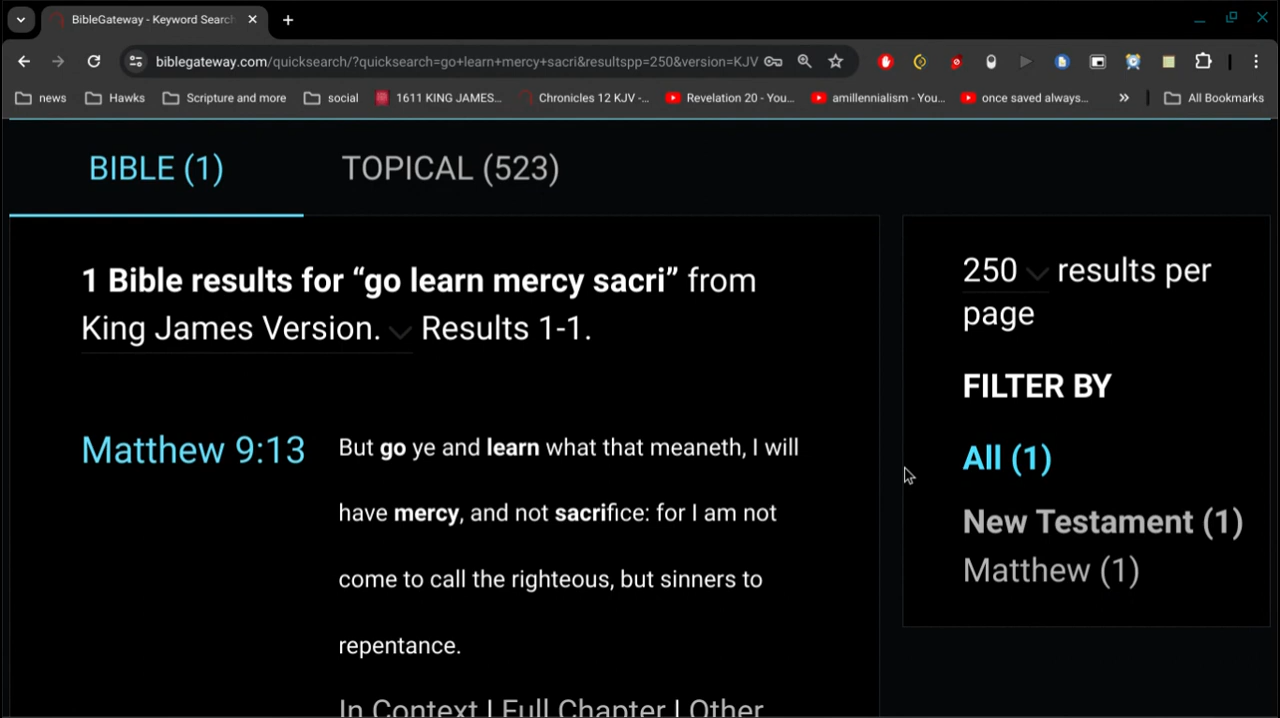 BibleGateway - Keyword Search
biblegateway.com/quicksearch/?quicksearch=go+learn+mercy+sacri&resultspp=250&version=KJV
news Hawks Scripture and more social 1611 KING JAMES... Chronicles 12 KJV -... Revelation 20 - You... amillennialism - You... once saved always... » All Bookmarks
BIBLE (1) TOPICAL (523)
1 Bible results for “go learn mercy sacri” from
King James Version. Results 1-1.
Matthew 9:13
But go ye and learn what that meaneth, I will
have mercy, and not sacrifice: for I am not
come to call the righteous, but sinners to
repentance.
In Context | Full Chapter | Other
250 results per
page
FILTER BY
All (1)
New Testament (1)
Matthew (1)